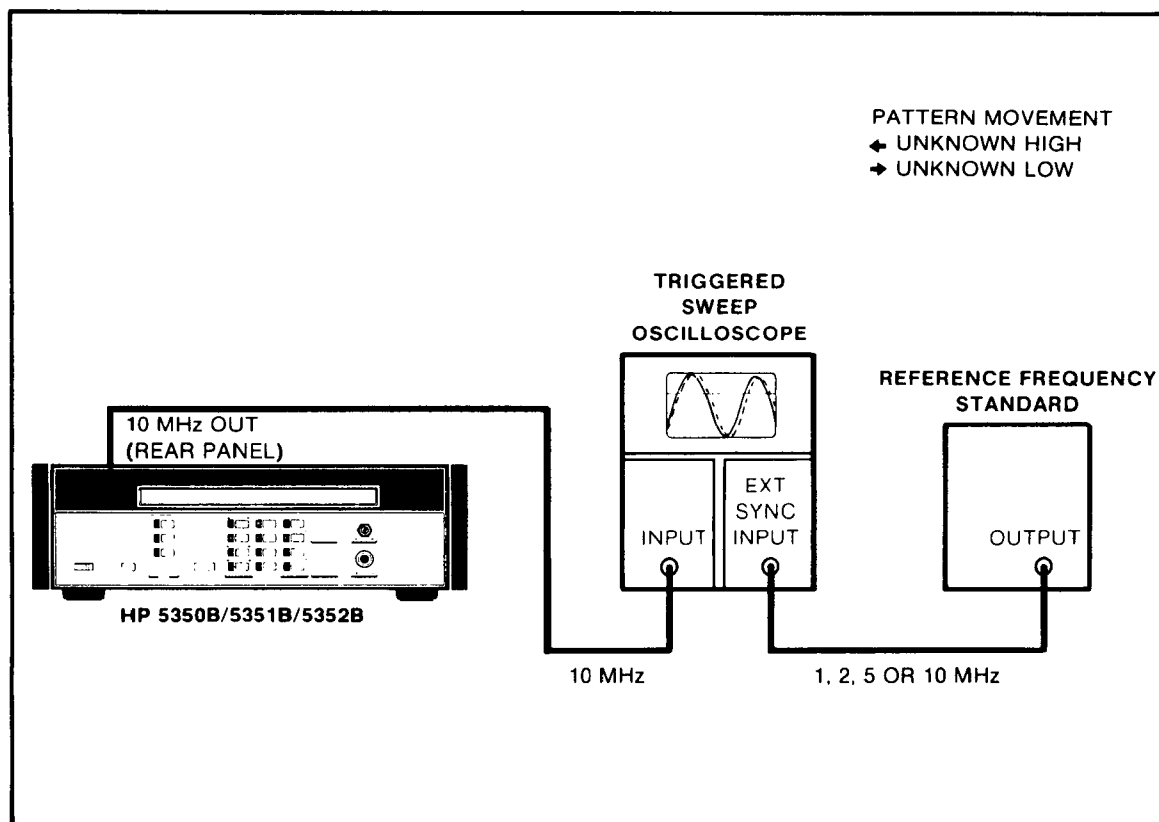 PATTERN MOVEMENT
← UNKNOWN HIGH
→ UNKNOWN LOW
TRIGGERED
SWEEP
OSCILLOSCOPE
REFERENCE FREQUENCY
STANDARD
10 MHz OUT
(REAR PANEL)
INPUT
EXT
SYNC
INPUT
OUTPUT
HP 5350B/5351B/5352B
10 MHz
1, 2, 5 OR 10 MHz